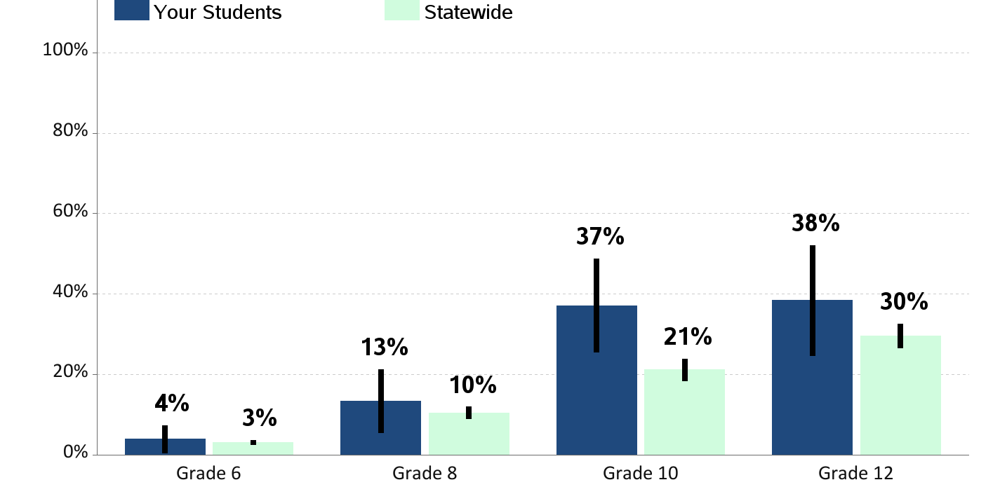 Your Students
Statewide
100%
80%
60%
40%
20%
0%
4%
3%
13%
10%
37%
21%
38%
30%
Grade 6
Grade 8
Grade 10
Grade 12